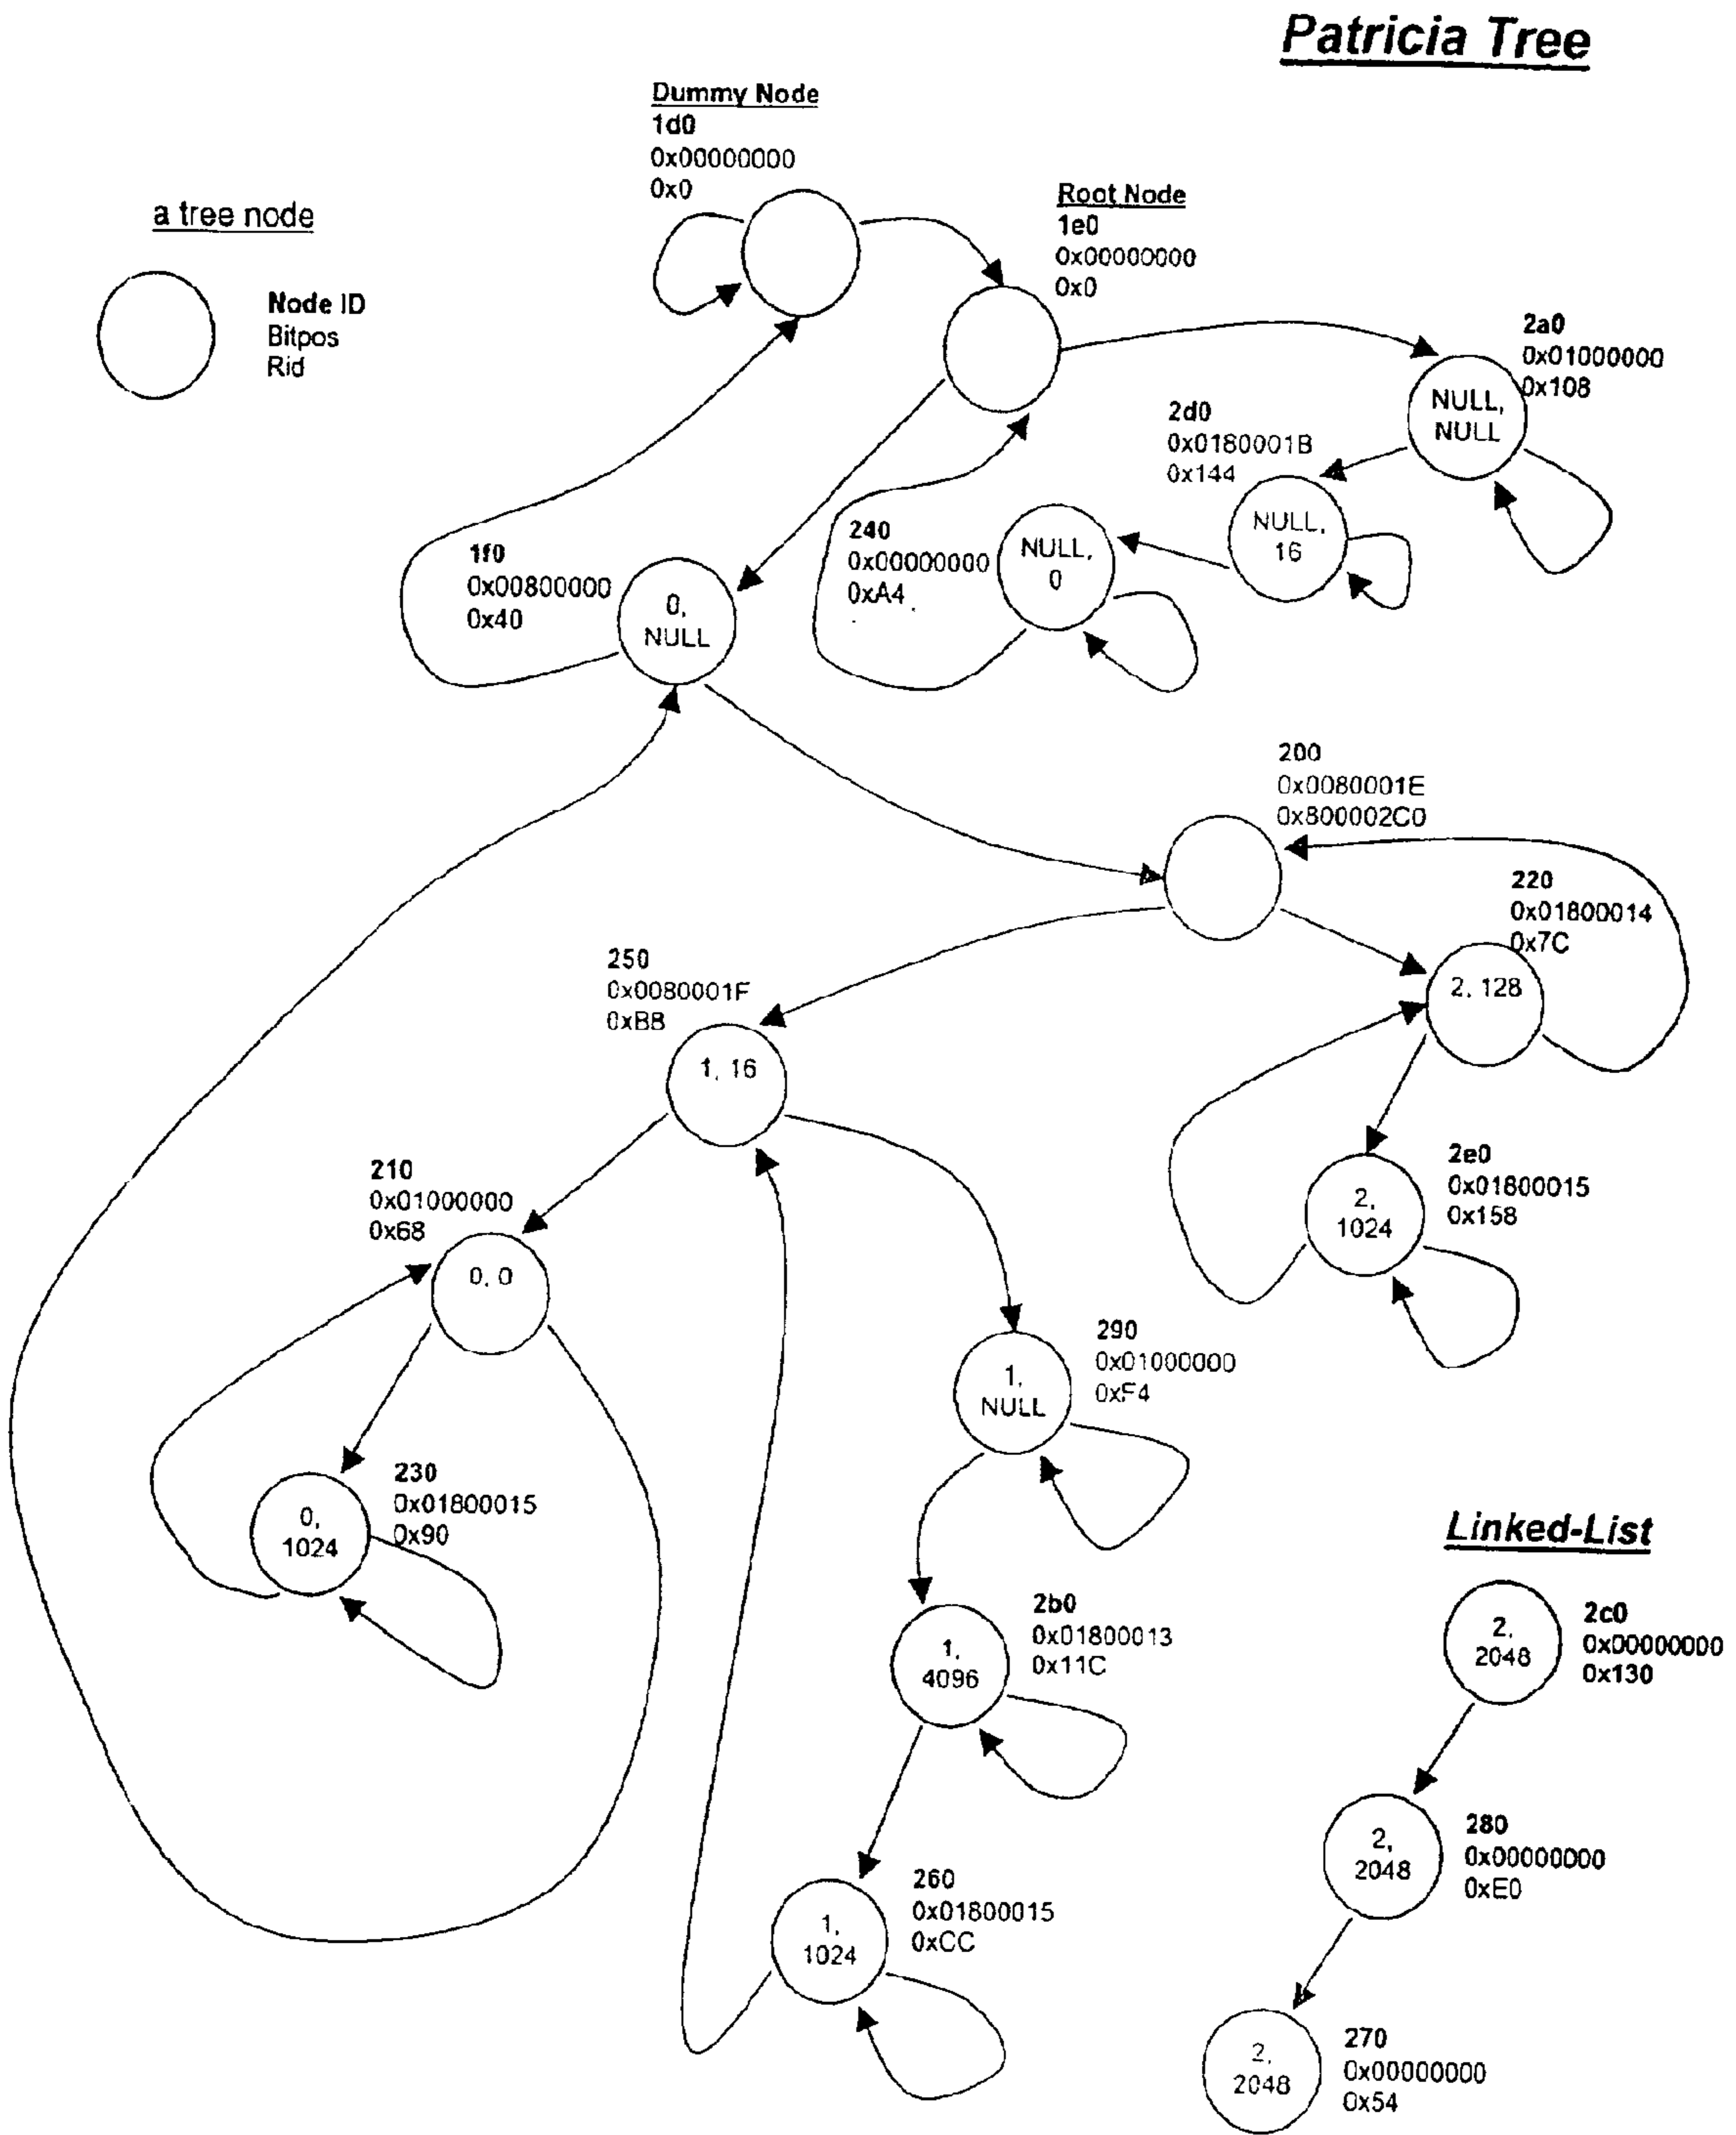 Patricia Tree
Dummy Node
1d0
0x00000000
0x0
a tree node
Node ID
Bitpos
Rid
Root Node
1e0
0x00000000
0x0
2a0
0x01000000
0x108
NULL,
NULL
2d0
0x0180001B
0x144
NULL,
16
240
0x00000000
0xA4
NULL,
0
1f0
0x00800000
0x40
0,
NULL
200
0x0080001E
0x800002C0
220
0x01800014
0x7C
2, 128
250
0x0080001F
0xB8
1, 16
2e0
0x01800015
0x158
2,
1024
210
0x01000000
0x68
0, 0
290
0x01000000
0xF4
1,
NULL
230
0x01800015
0x90
0,
1024
2b0
0x01800013
0x11C
1,
4096
260
0x01800015
0xCC
1,
1024
Linked-List
2c0
0x00000000
0x130
2,
2048
280
0x00000000
0xE0
2,
2048
270
0x00000000
0x54
2,
2048